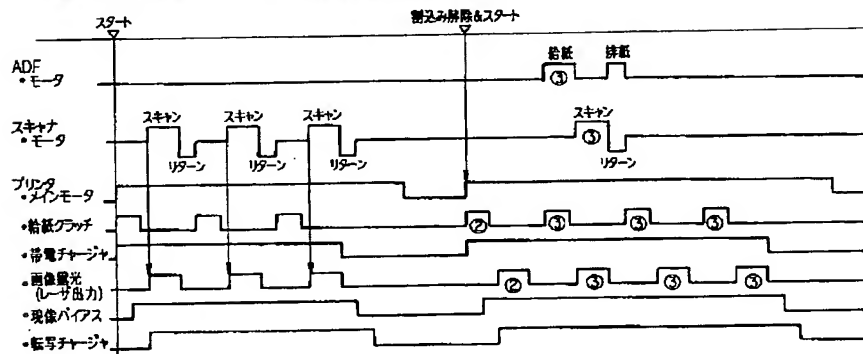 スタート 割込み解除&スタート
ADF
•モータ
給紙 排紙
③
スキャナ
•モータ
スキャン スキャン スキャン スキャン
③
リターン リターン リターン リターン
プリンタ
•メインモータ
•給紙クラッチ
② ③ ③ ③
•帯電チャージャ
•画像露光
(レーザ出力)
② ③ ③ ③
•現像バイアス
•転写チャージャ